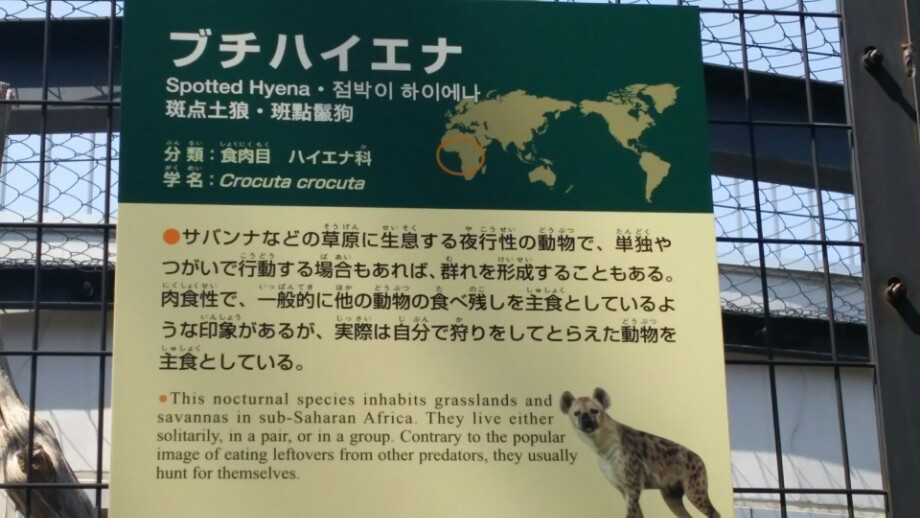 ブチハイエナ
Spotted Hyena・점박이 하이에나
斑点土狼・班點鬣狗
分類：食肉目　ハイエナ科
学名：Crocuta crocuta
●サバンナなどの草原に生息する夜行性の動物で、単独や
つがいで行動する場合もあれば、群れを形成することもある。
肉食性で、一般的に他の動物の食べ残しを主食としているよ
うな印象があるが、実際は自分で狩りをしてとらえた動物を
主食としている。
●This nocturnal species inhabits grasslands and
savannas in sub-Saharan Africa. They live either
solitarily, in a pair, or in a group. Contrary to the popular
image of eating leftovers from other predators, they usually
hunt for themselves.